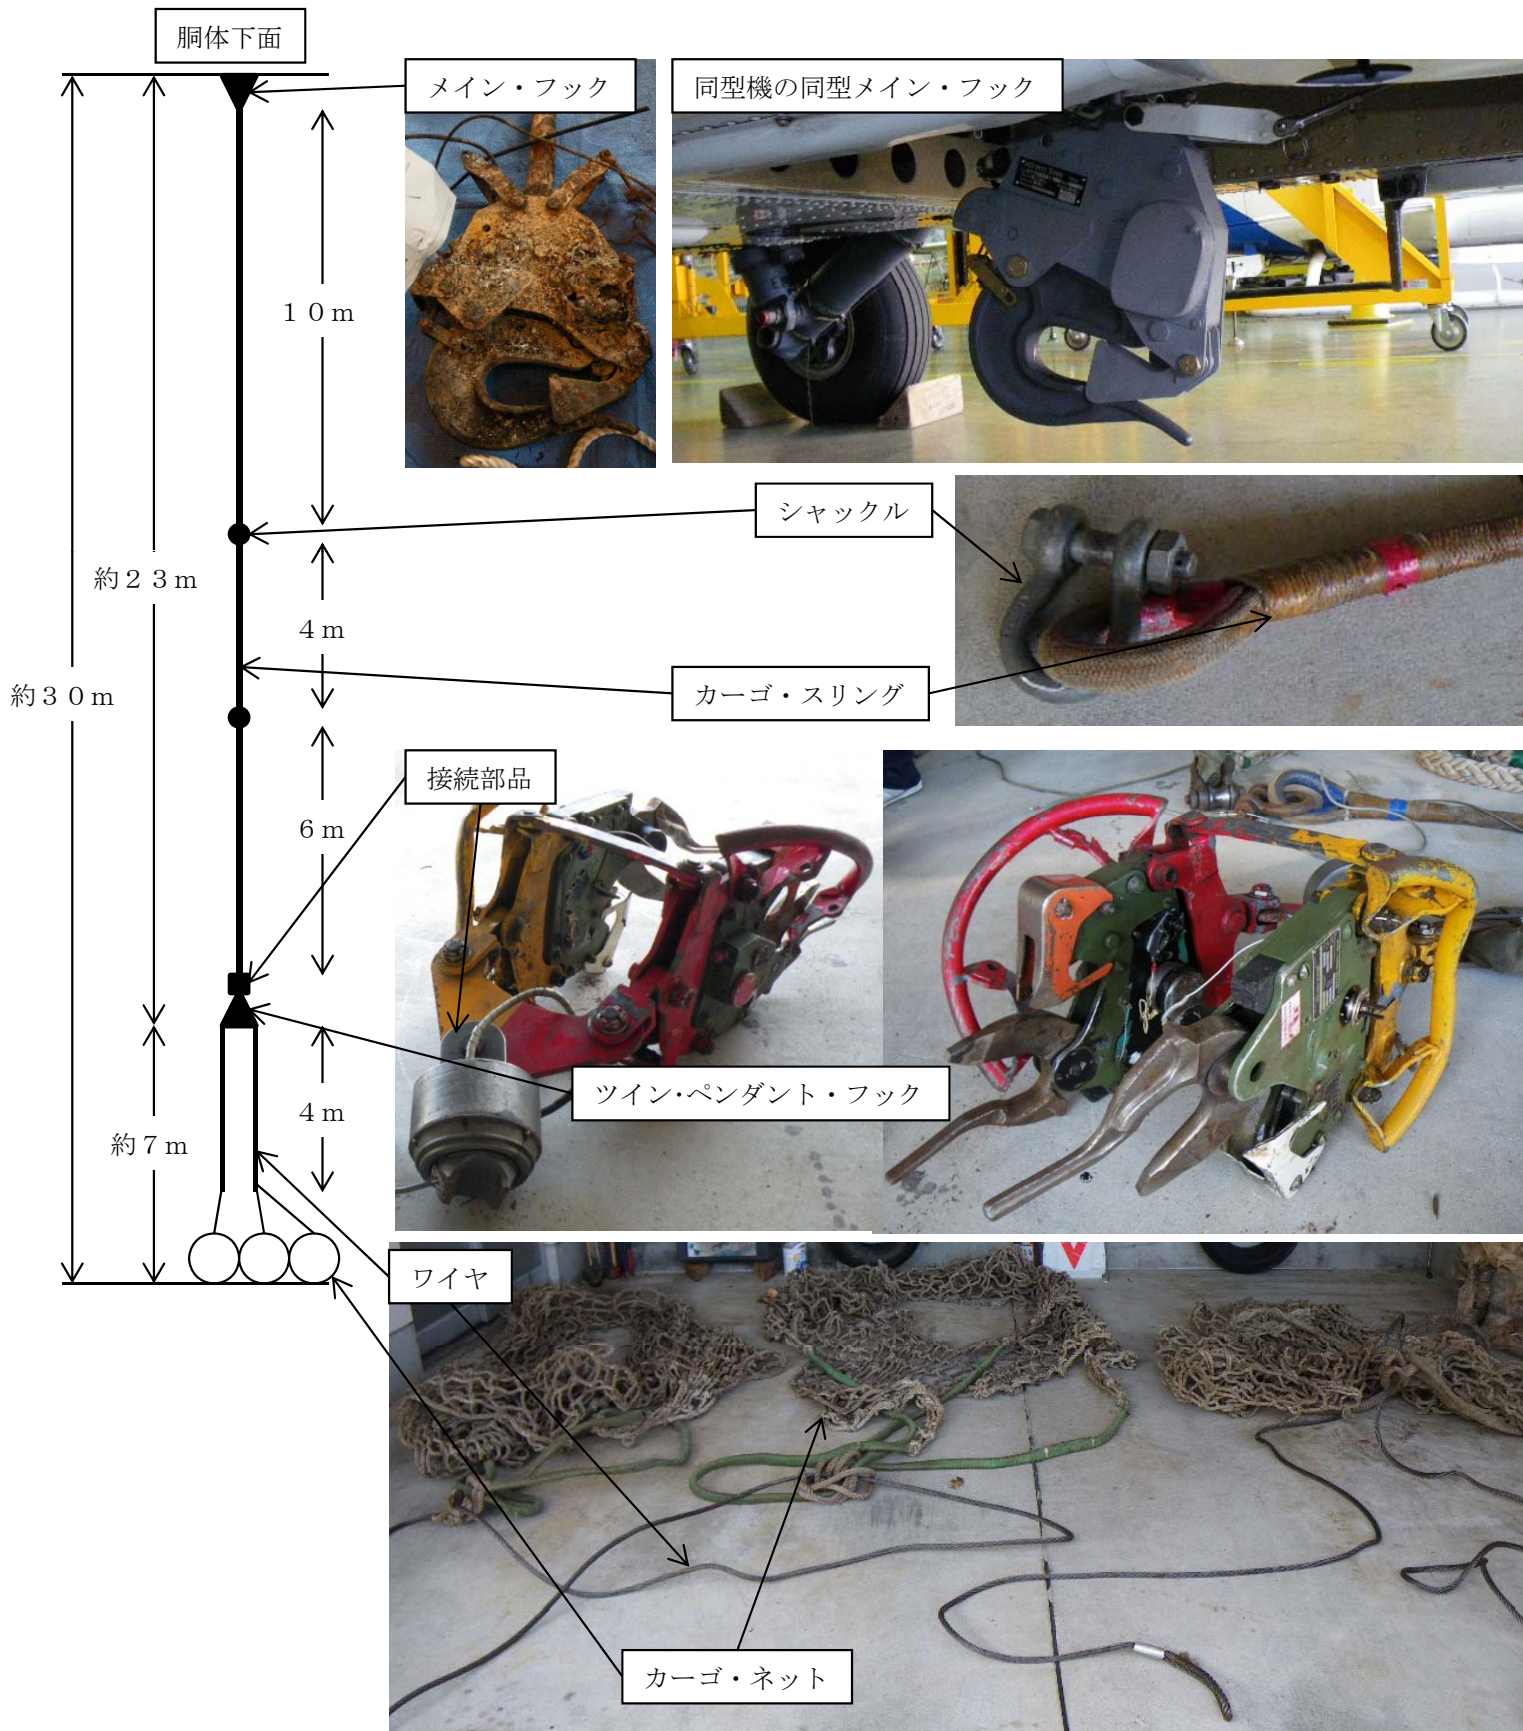 胴体下面
メイン・フック
同型機の同型メイン・フック
１０ｍ
シャックル
約２３ｍ
４ｍ
カーゴ・スリング
約３０ｍ
接続部品
６ｍ
ツイン・ペンダント・フック
４ｍ
約７ｍ
ワイヤ
カーゴ・ネット